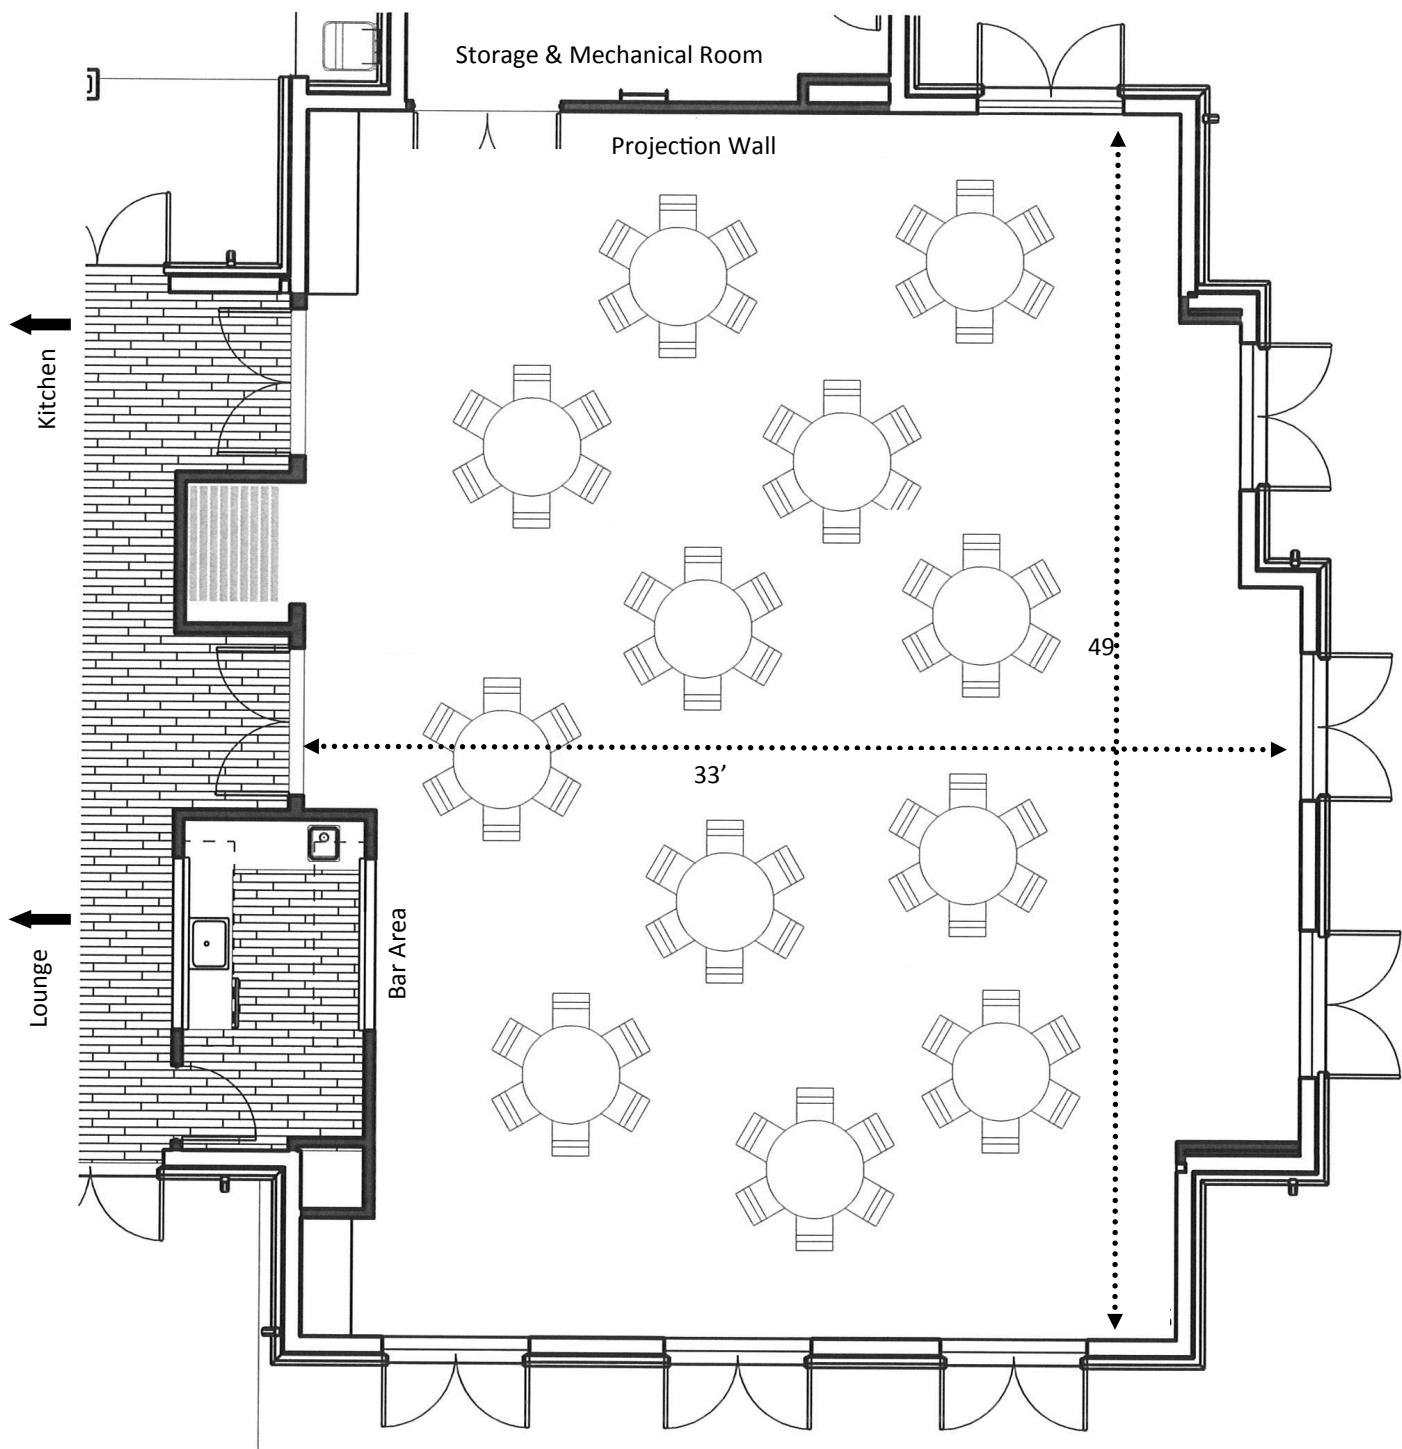 Storage & Mechanical Room
Projection Wall
Kitchen
49
33’
Bar Area
Lounge